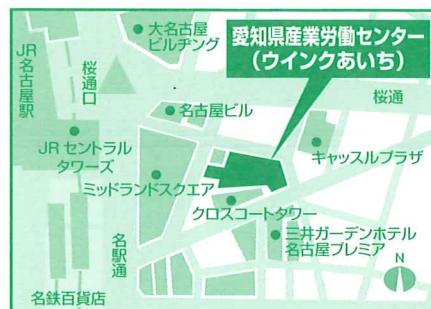 大名古屋
ビルヂング
愛知県産業労働センター
(ウインクあいち)
JR名古屋駅
桜通口
桜通
名古屋ビル
JR セントラル
タワーズ
キャッスルプラザ
ミッドランドスクエア
クロスコートタワー
名駅通
三井ガーデンホテル
名古屋プレミア
名鉄百貨店
N